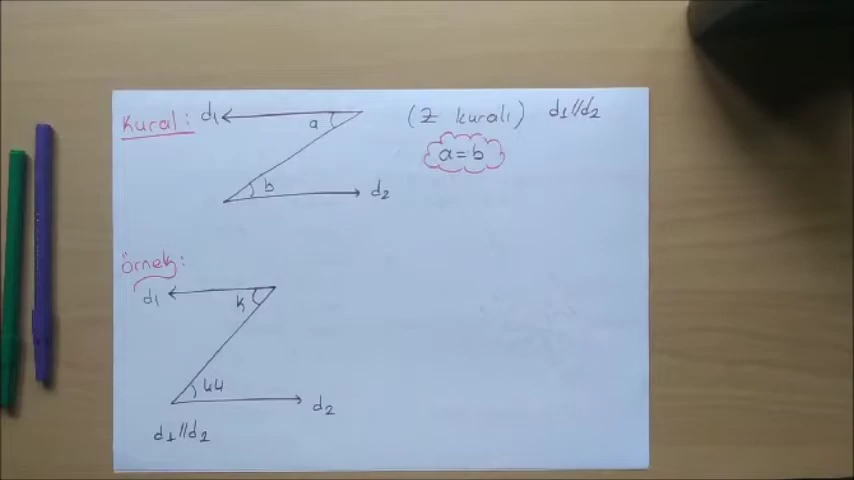 Kural: d1 a (Z kuralı) d1//d2
a=b
b d2
örnek:
d1 k
44
d2
d1//d2